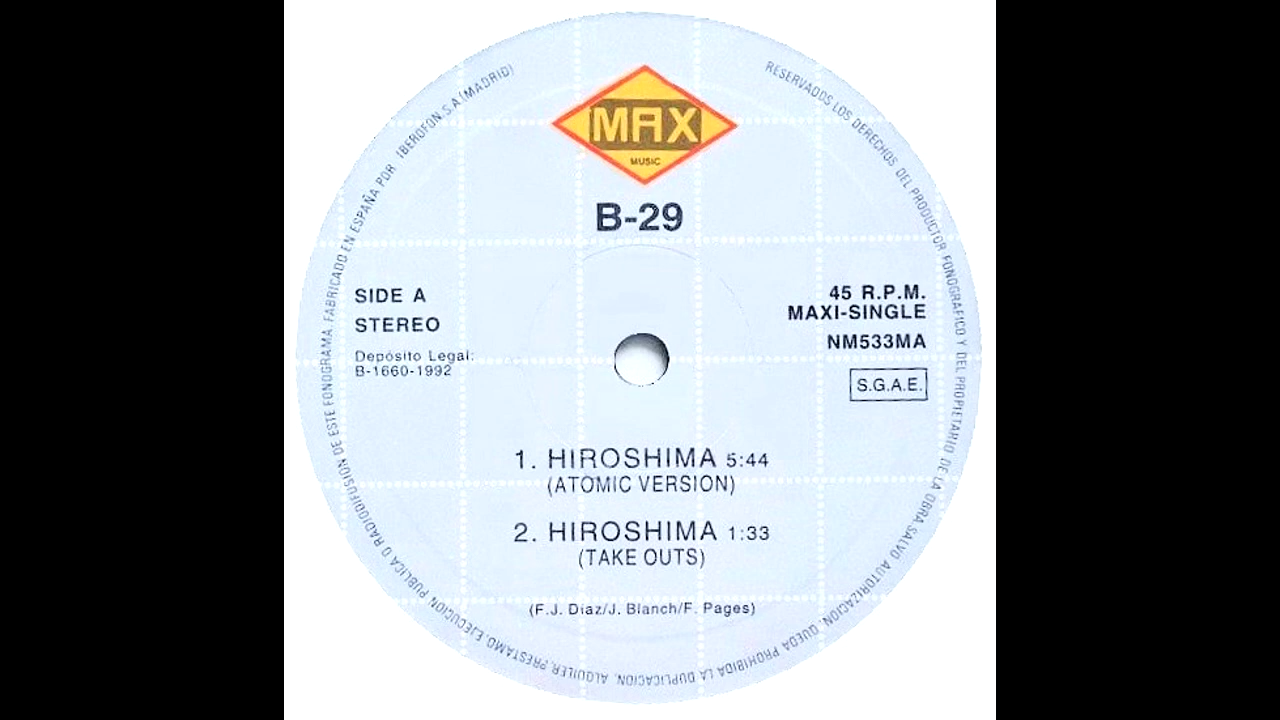 MAX
MUSIC
B-29
SIDE A
STEREO
Depósito Legal:
B-1660-1992
45 R.P.M.
MAXI-SINGLE
NM533MA
S.G.A.E.
1. HIROSHIMA 5:44
(ATOMIC VERSION)
2. HIROSHIMA 1:33
(TAKE OUTS)
(F.J. Diaz/J. Blanch/F. Pages)
RESERVADOS LOS DERECHOS DEL PRODUCTOR FONOGRAFICO Y DEL PROPIETARIO DE LA OBRA. SALVO AUTORIZACION, QUEDA PROHIBIDA LA DUPLICACION, ALQUILER, PRESTAMO, EJECUCION PUBLICA O RADIODIFUSION DE ESTE FONOGRAMA. FABRICADO EN ESPAÑA POR IBEROFON, S.A. (MADRID)